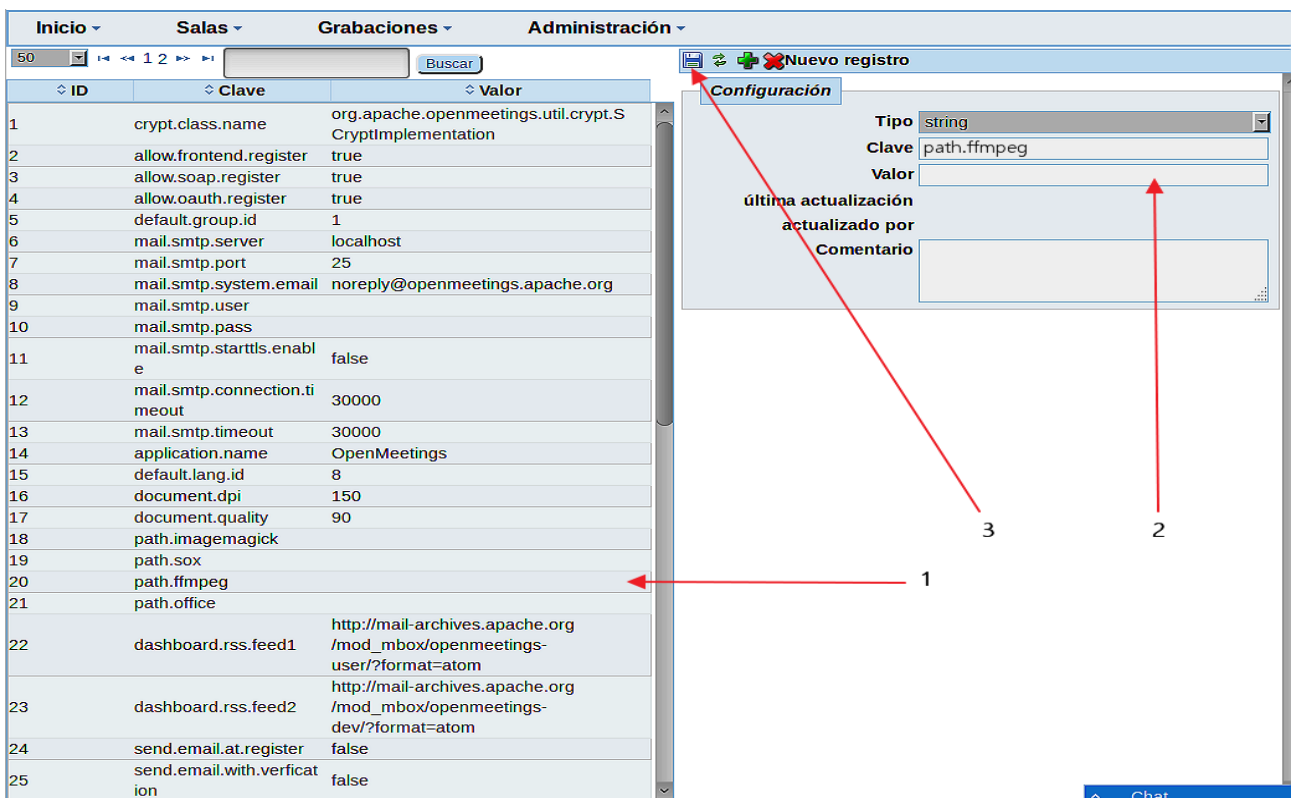 Inicio Salas Grabaciones Administración
50 1 2 Buscar
Nuevo registro
ID Clave Valor
1 crypt.class.name org.apache.openmeetings.util.crypt.S
CryptImplementation
2 allow.frontend.register true
3 allow.soap.register true
4 allow.oauth.register true
5 default.group.id 1
6 mail.smtp.server localhost
7 mail.smtp.port 25
8 mail.smtp.system.email noreply@openmeetings.apache.org
9 mail.smtp.user
10 mail.smtp.pass
11 mail.smtp.starttls.enabl
e false
12 mail.smtp.connection.ti
meout 30000
13 mail.smtp.timeout 30000
14 application.name OpenMeetings
15 default.lang.id 8
16 document.dpi 150
17 document.quality 90
18 path.imagemagick
19 path.sox
20 path.ffmpeg
21 path.office
22 dashboard.rss.feed1 http://mail-archives.apache.org
/mod_mbox/openmeetings-
user/?format=atom
23 dashboard.rss.feed2 http://mail-archives.apache.org
/mod_mbox/openmeetings-
dev/?format=atom
24 send.email.at.register false
25 send.email.with.verficat
ion false
Configuración
Tipo string
Clave path.ffmpeg
Valor
última actualización
actualizado por
Comentario
3
2
1
Chat